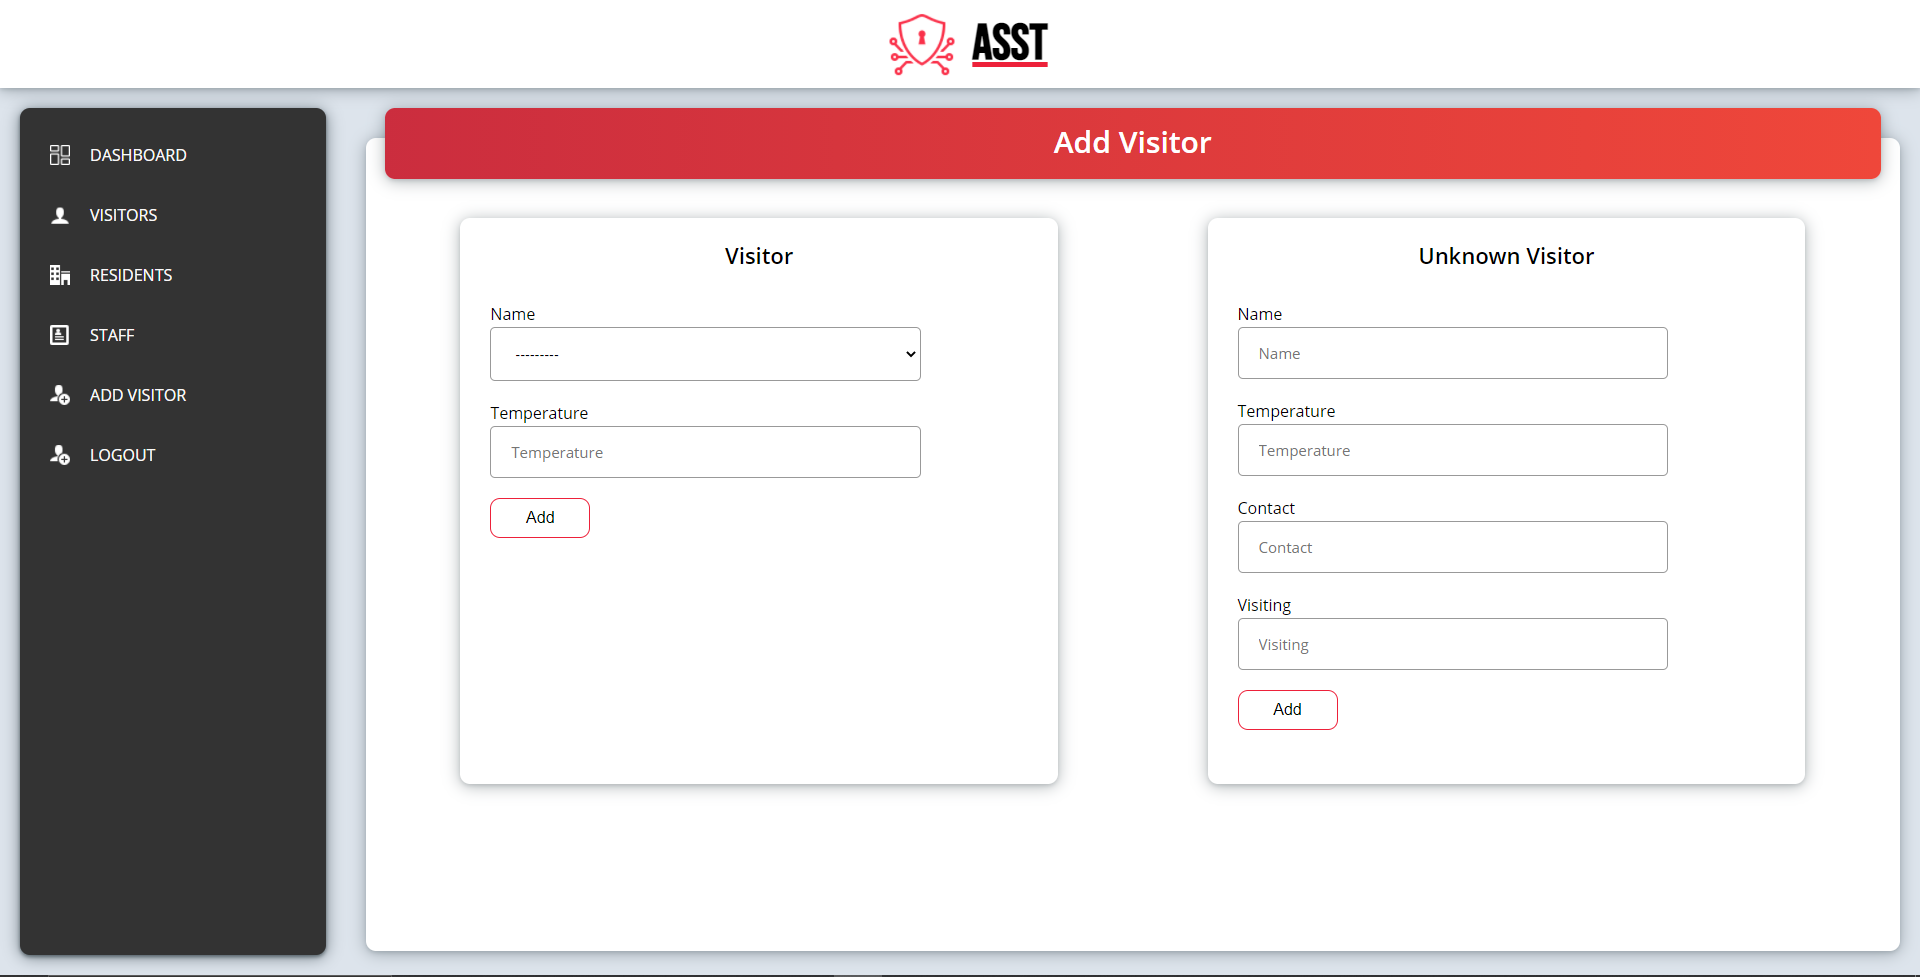 ASST
DASHBOARD
VISITORS
RESIDENTS
STAFF
ADD VISITOR
LOGOUT
Add Visitor
Visitor
Name
---------
Temperature
Temperature
Add
Unknown Visitor
Name
Name
Temperature
Temperature
Contact
Contact
Visiting
Visiting
Add